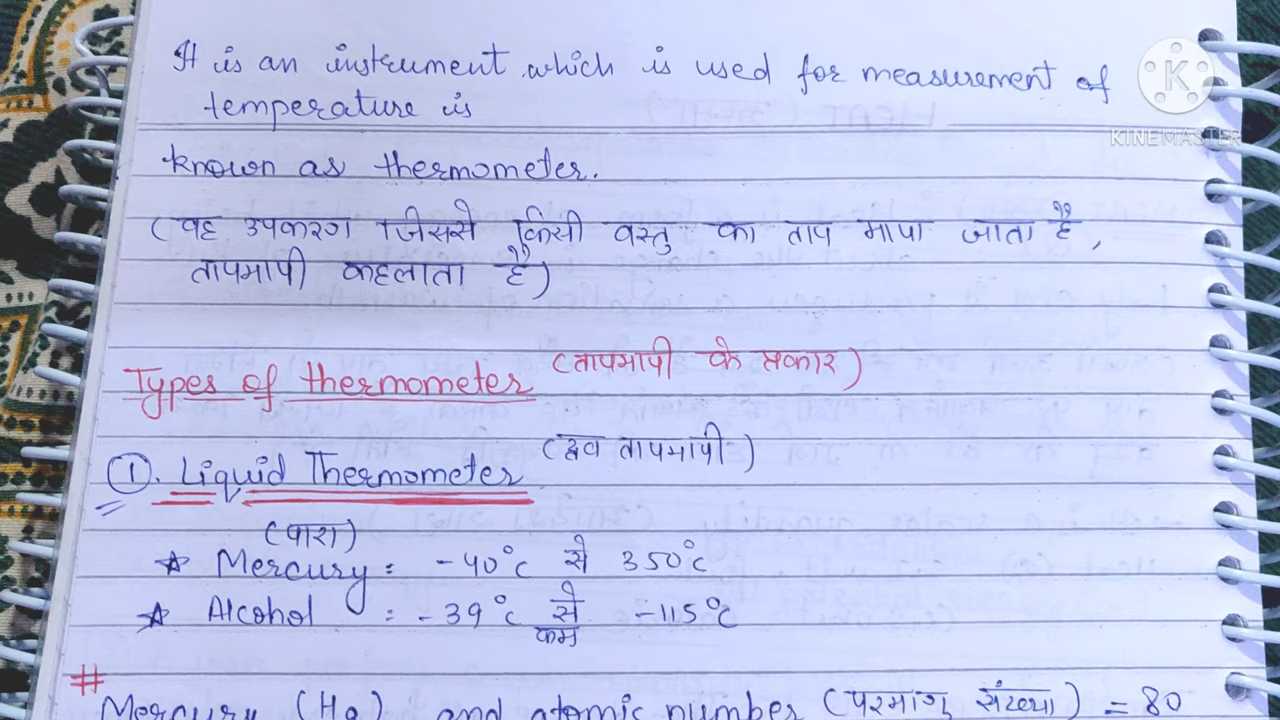 It is an instrument which is used for measurement of
temperature is
known as thermometer.
(वह उपकरण जिससे किसी वस्तु का ताप मापा जाता है,
तापमापी कहलाता है)
Types of thermometer (तापमापी के प्रकार)
①. Liquid Thermometer (द्रव तापमापी)
(पारा)
☆ Mercury: -40°C से 350°C
☆ Alcohol : -39°C से -115°C
कम
#
Mercury (Hg) and atomic number (परमाणु संख्या) = 80
K
KINEMASTER